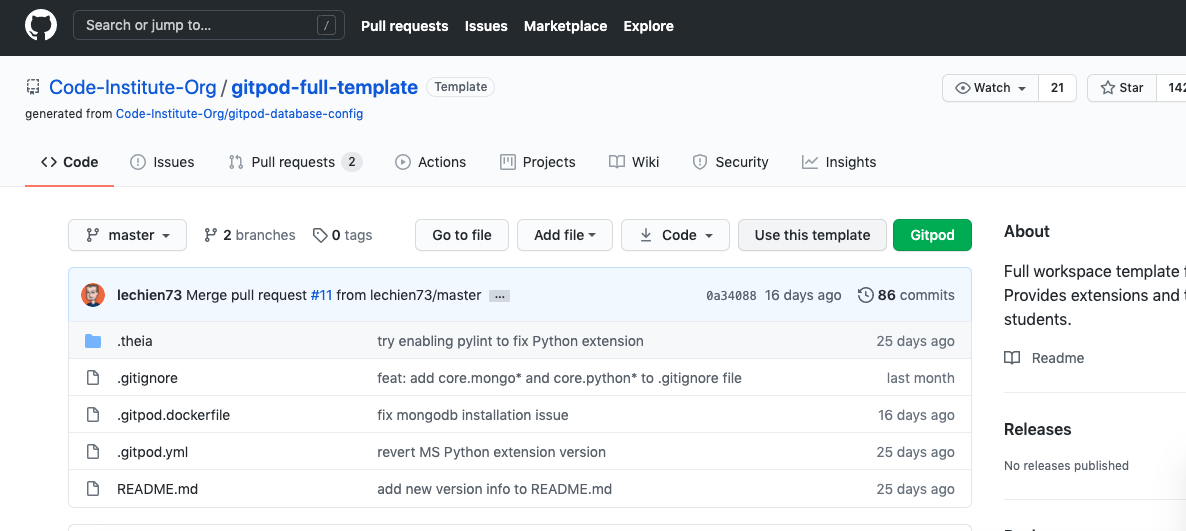 Search or jump to... / Pull requests Issues Marketplace Explore
Code-Institute-Org / gitpod-full-template Template Watch 21 Star 142
generated from Code-Institute-Org/gitpod-database-config
Code Issues Pull requests 2 Actions Projects Wiki Security Insights
master 2 branches 0 tags Go to file Add file Code Use this template Gitpod
lechien73 Merge pull request #11 from lechien73/master ... 0a34088 16 days ago 86 commits
.theia try enabling pylint to fix Python extension 25 days ago
.gitignore feat: add core.mongo* and core.python* to .gitignore file last month
.gitpod.dockerfile fix mongodb installation issue 16 days ago
.gitpod.yml revert MS Python extension version 25 days ago
README.md add new version info to README.md 25 days ago
About
Full workspace template
Provides extensions and
students.
Readme
Releases
No releases published